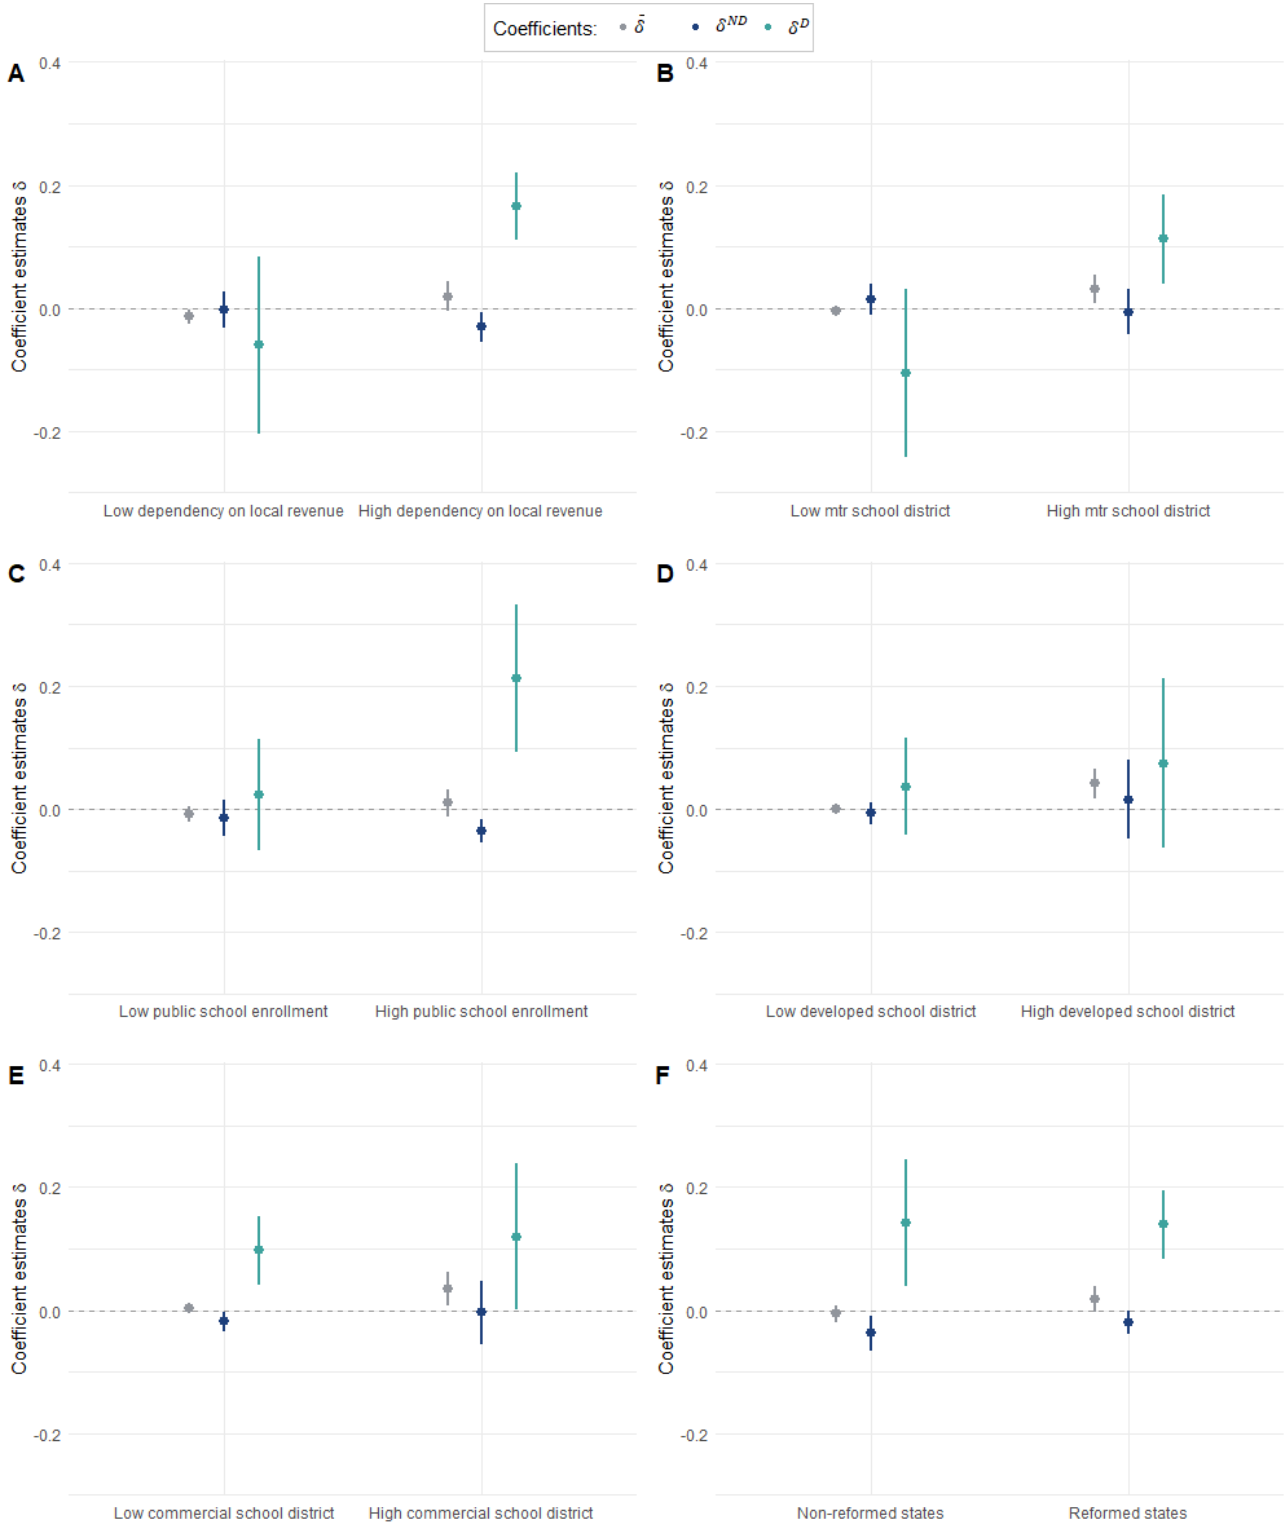 Coefficients: δ̄ δ^ND δ^D
A
Coefficient estimates δ
0.4
0.2
0.0
-0.2
Low dependency on local revenue High dependency on local revenue
B
Coefficient estimates δ
0.4
0.2
0.0
-0.2
Low mtr school district High mtr school district
C
Coefficient estimates δ
0.4
0.2
0.0
-0.2
Low public school enrollment High public school enrollment
D
Coefficient estimates δ
0.4
0.2
0.0
-0.2
Low developed school district High developed school district
E
Coefficient estimates δ
0.4
0.2
0.0
-0.2
Low commercial school district High commercial school district
F
Coefficient estimates δ
0.4
0.2
0.0
-0.2
Non-reformed states Reformed states